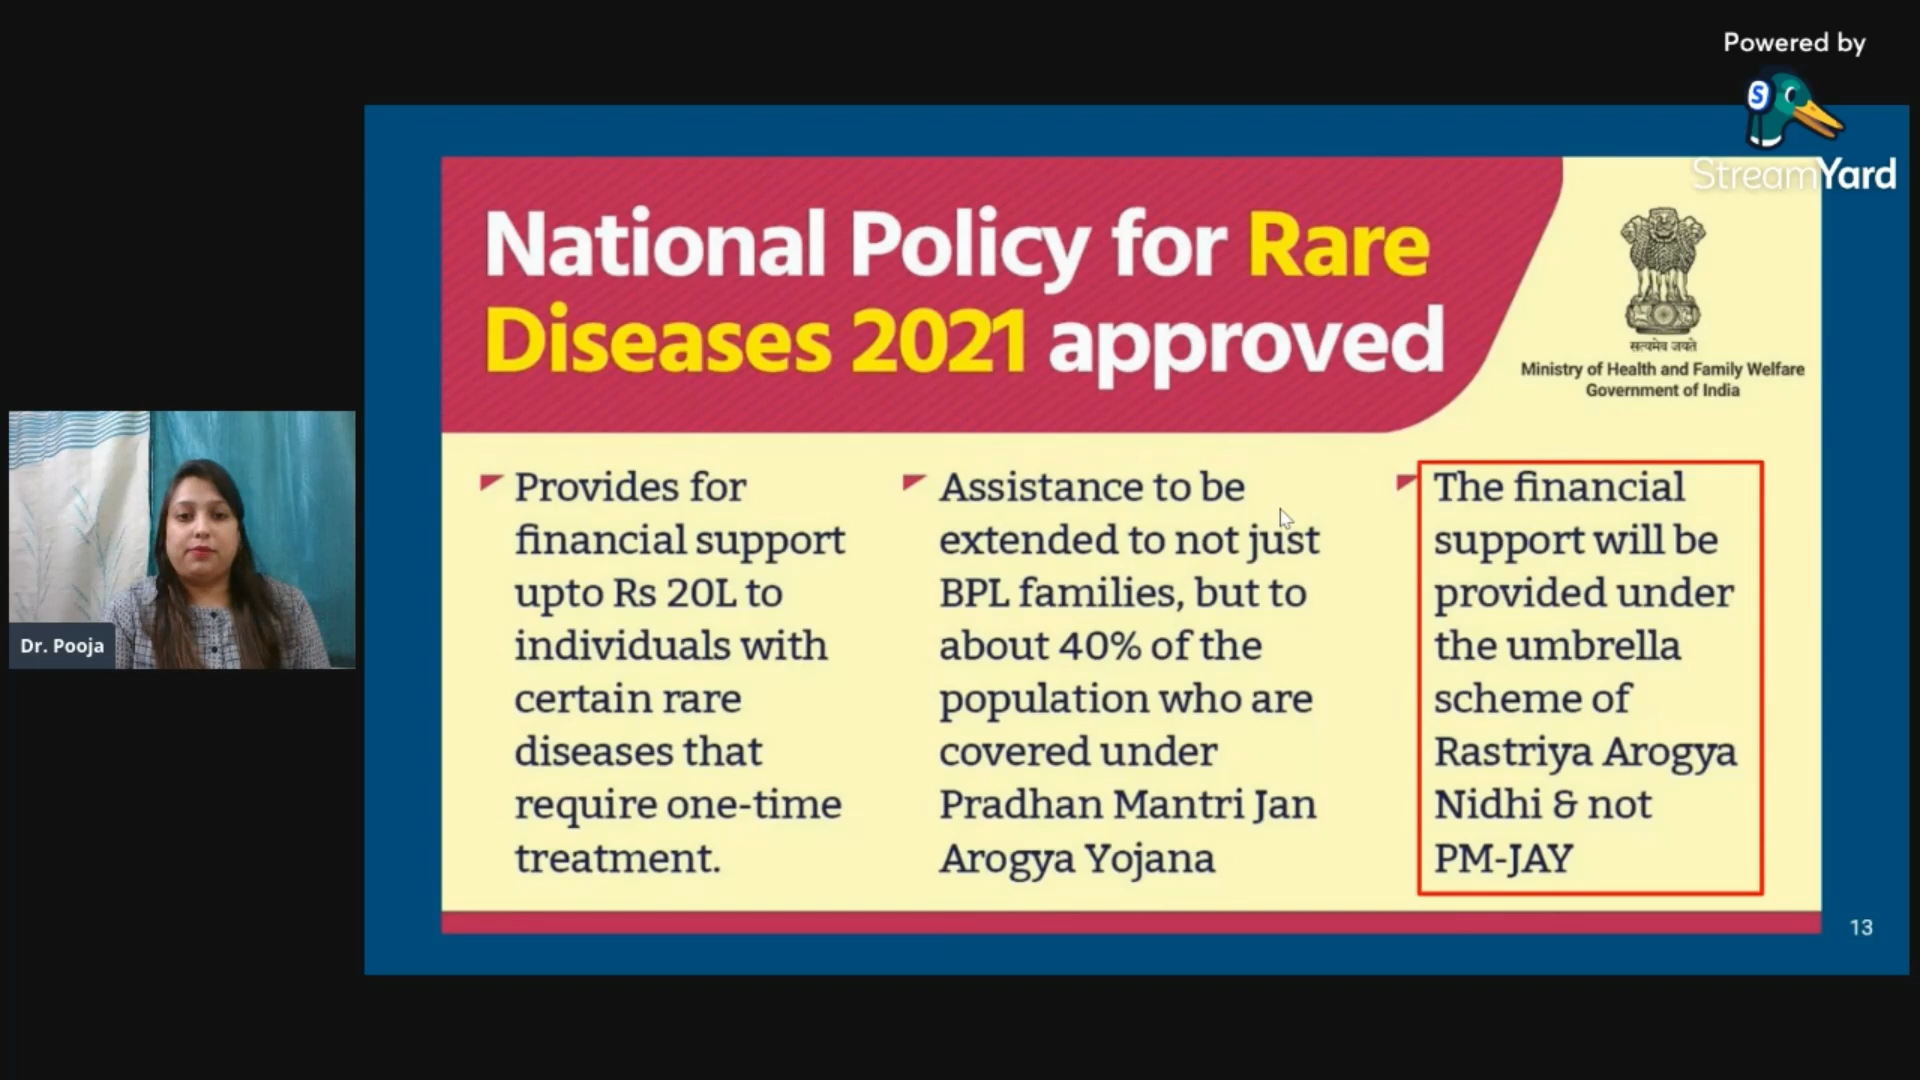 Powered by
StreamYard
National Policy for Rare
Diseases 2021 approved
सत्यमेव जयते
Ministry of Health and Family Welfare
Government of India
Provides for
financial support
upto Rs 20L to
individuals with
certain rare
diseases that
require one-time
treatment.
Assistance to be
extended to not just
BPL families, but to
about 40% of the
population who are
covered under
Pradhan Mantri Jan
Arogya Yojana
The financial
support will be
provided under
the umbrella
scheme of
Rastriya Arogya
Nidhi & not
PM-JAY
Dr. Pooja
13